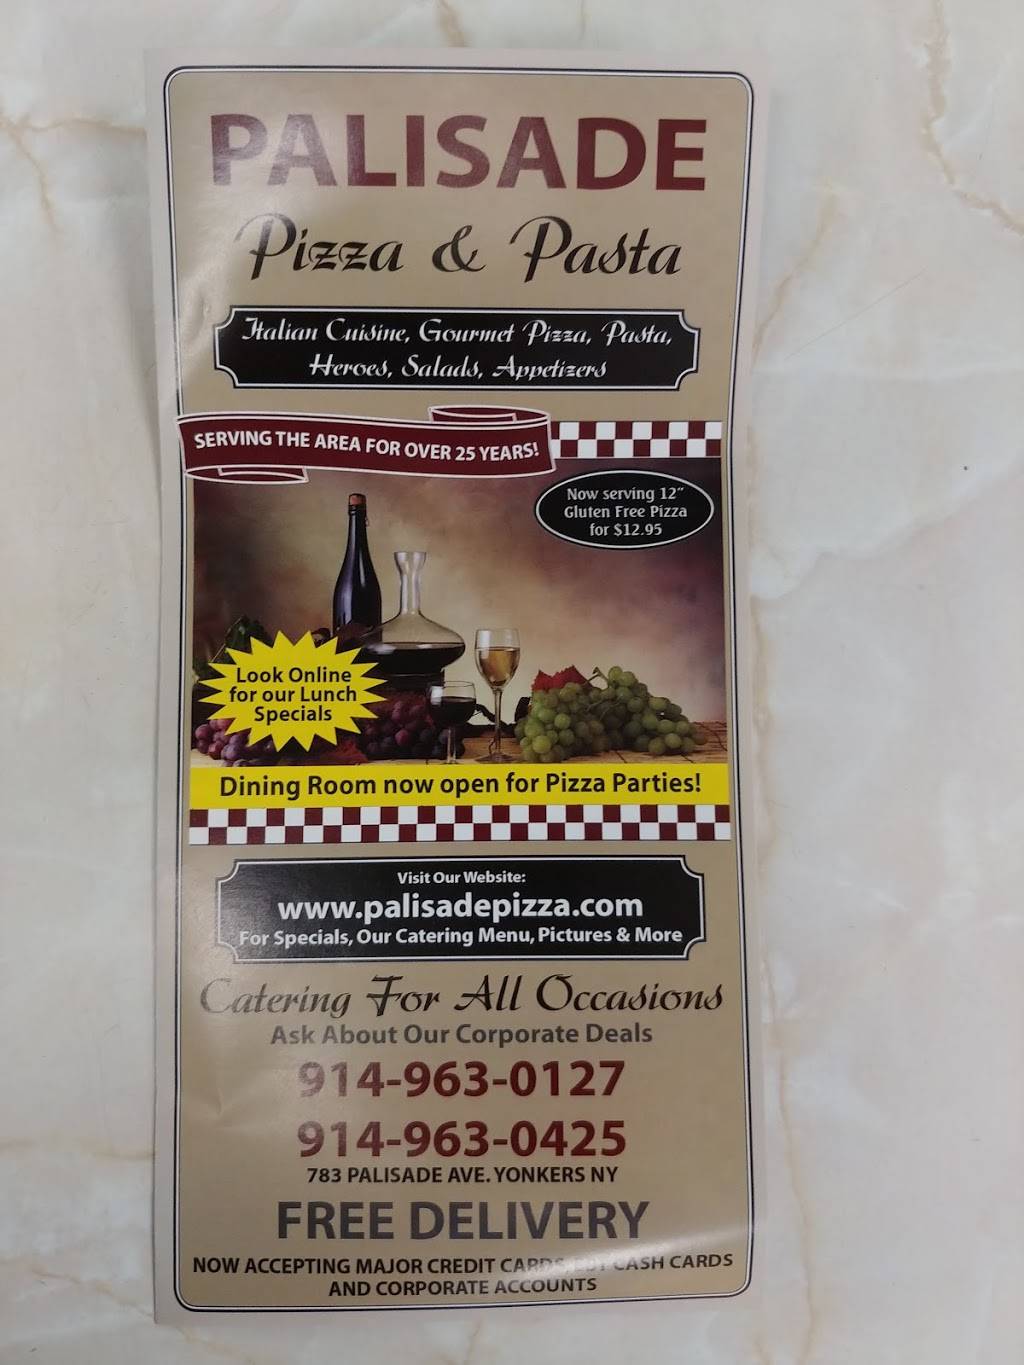 PALISADE
Pizza & Pasta
Italian Cuisine, Gourmet Pizza, Pasta,
Heroes, Salads, Appetizers
SERVING THE AREA FOR OVER 25 YEARS!
Now serving 12"
Gluten Free Pizza
for $12.95
Look Online
for our Lunch
Specials
Dining Room now open for Pizza Parties!
Visit Our Website:
www.palisadepizza.com
For Specials, Our Catering Menu, Pictures & More
Catering For All Occasions
Ask About Our Corporate Deals
914-963-0127
914-963-0425
783 PALISADE AVE. YONKERS NY
FREE DELIVERY
NOW ACCEPTING MAJOR CREDIT CARDS, CASH CARDS
AND CORPORATE ACCOUNTS